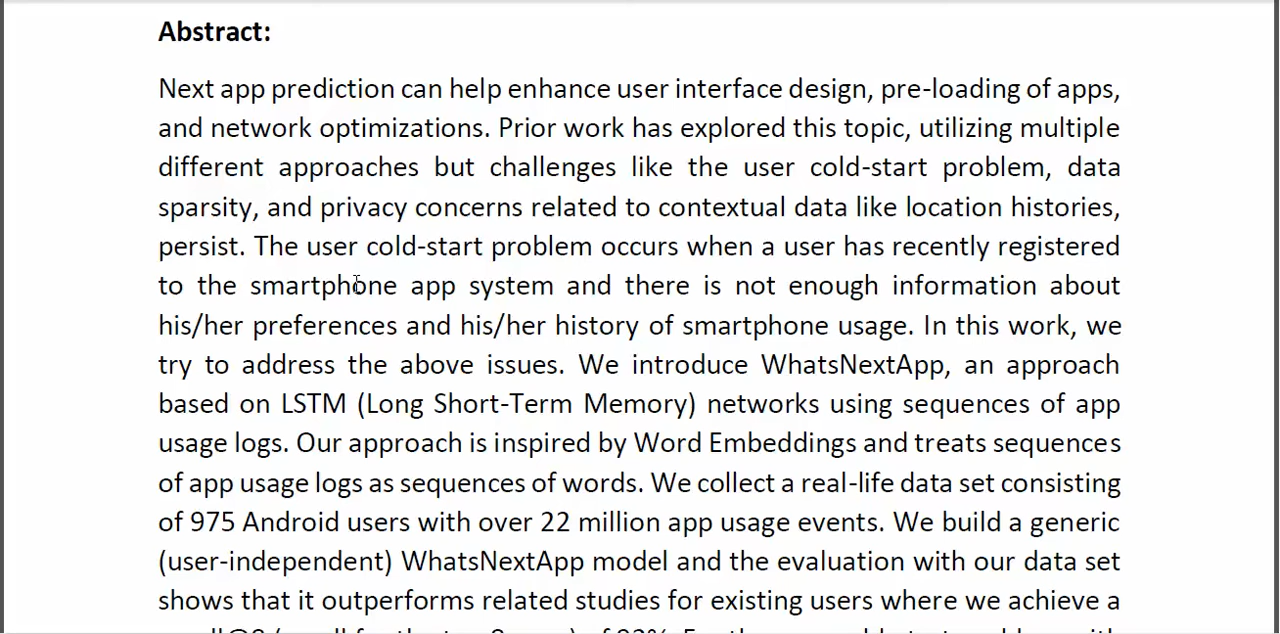 Abstract:
Next app prediction can help enhance user interface design, pre-loading of apps,
and network optimizations. Prior work has explored this topic, utilizing multiple
different approaches but challenges like the user cold-start problem, data
sparsity, and privacy concerns related to contextual data like location histories,
persist. The user cold-start problem occurs when a user has recently registered
to the smartphone app system and there is not enough information about
his/her preferences and his/her history of smartphone usage. In this work, we
try to address the above issues. We introduce WhatsNextApp, an approach
based on LSTM (Long Short-Term Memory) networks using sequences of app
usage logs. Our approach is inspired by Word Embeddings and treats sequences
of app usage logs as sequences of words. We collect a real-life data set consisting
of 975 Android users with over 22 million app usage events. We build a generic
(user-independent) WhatsNextApp model and the evaluation with our data set
shows that it outperforms related studies for existing users where we achieve a